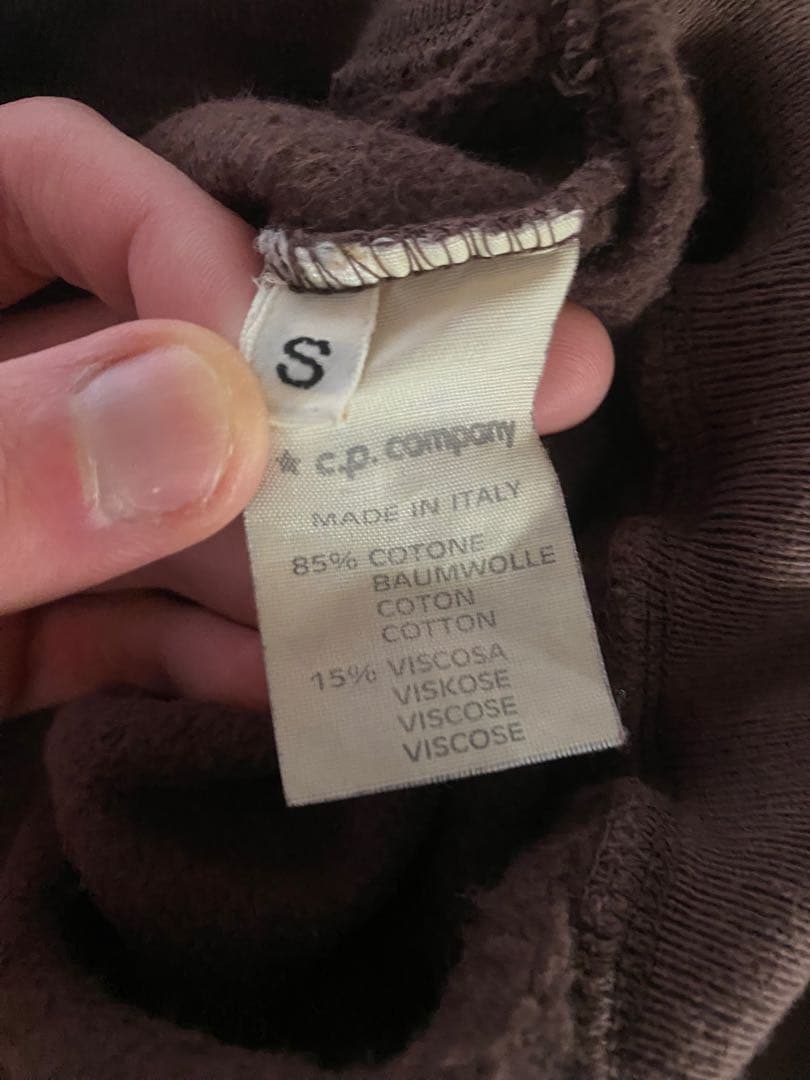 S
★ c.p. company
MADE IN ITALY
85% COTONE
BAUMWOLLE
COTON
COTTON
15% VISCOSA
VISKOSE
VISCOSE
VISCOSE